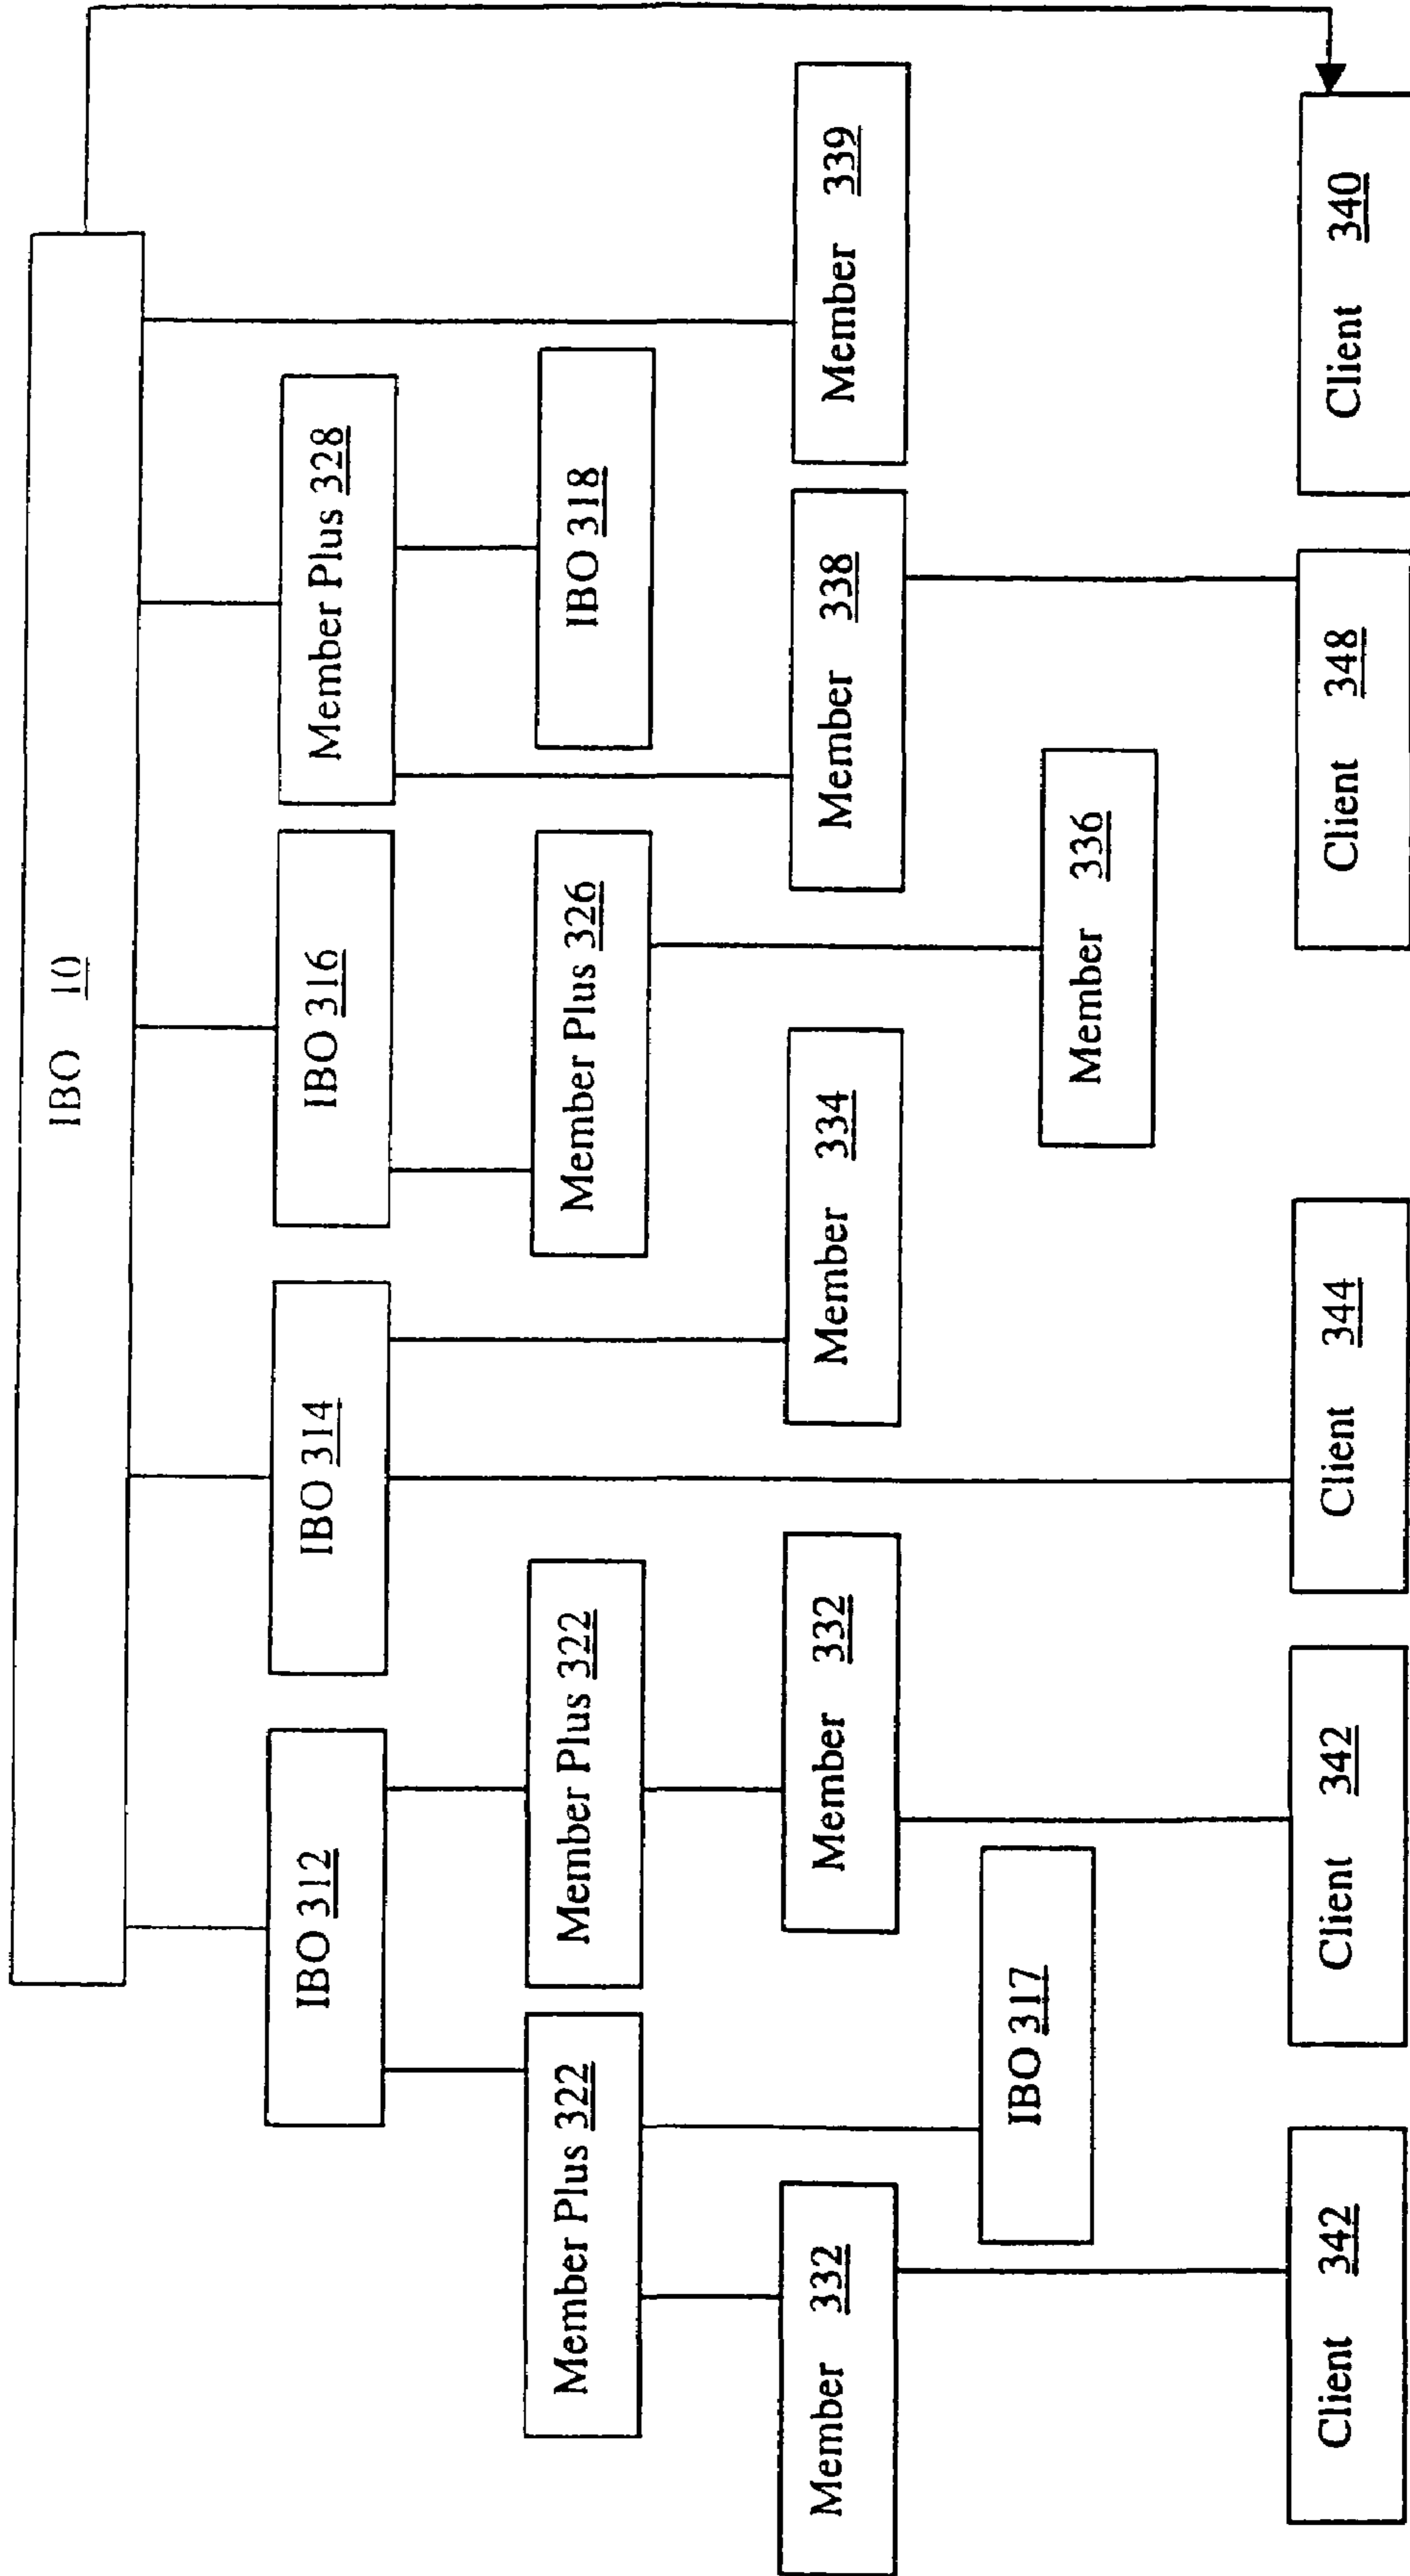 IBO 10
IBO 312
IBO 314
IBO 316
Member Plus 328
Member Plus 322
Member Plus 322
Member Plus 326
IBO 318
Member 332
Member 332
Member 334
Member 338
Member 339
IBO 317
Member 336
Client 342
Client 342
Client 344
Client 348
Client 340